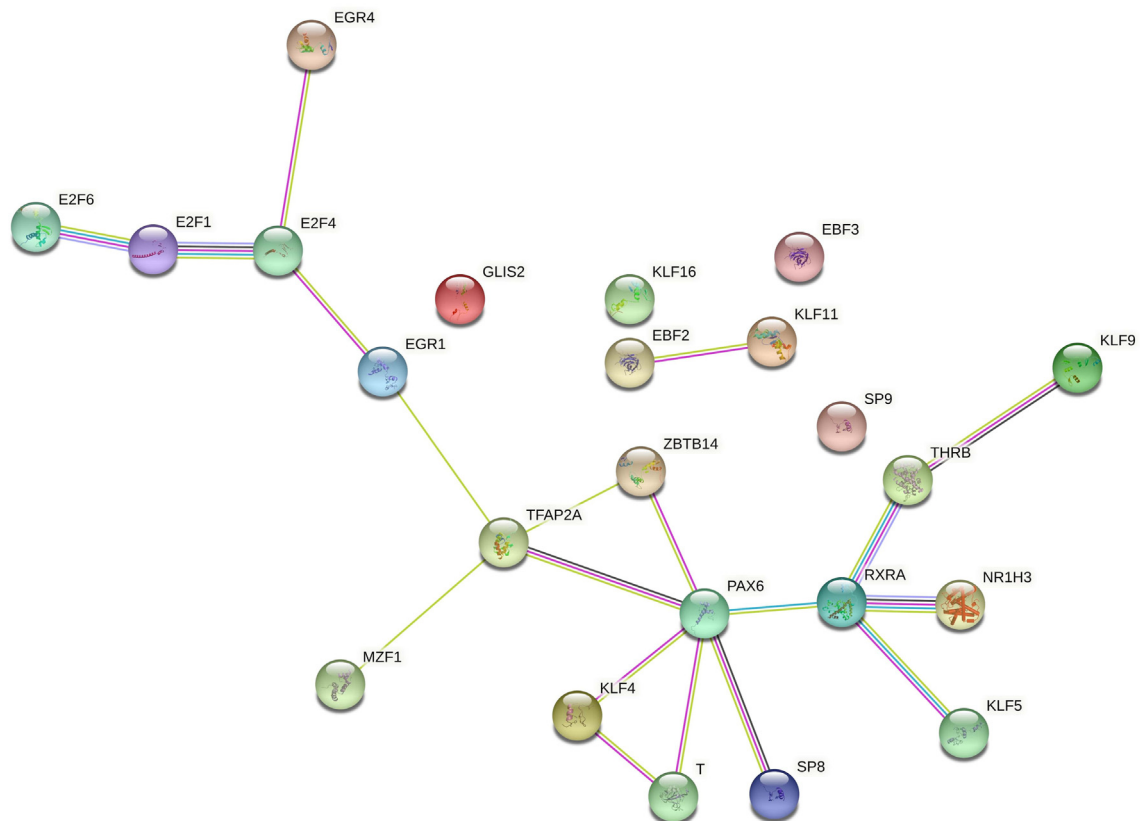 EGR4
E2F6
E2F1
E2F4
EBF3
GLIS2
KLF16
KLF11
EBF2
EGR1
KLF9
SP9
ZBTB14
THRB
TFAP2A
RXRA
NR1H3
PAX6
MZF1
KLF4
KLF5
T
SP8